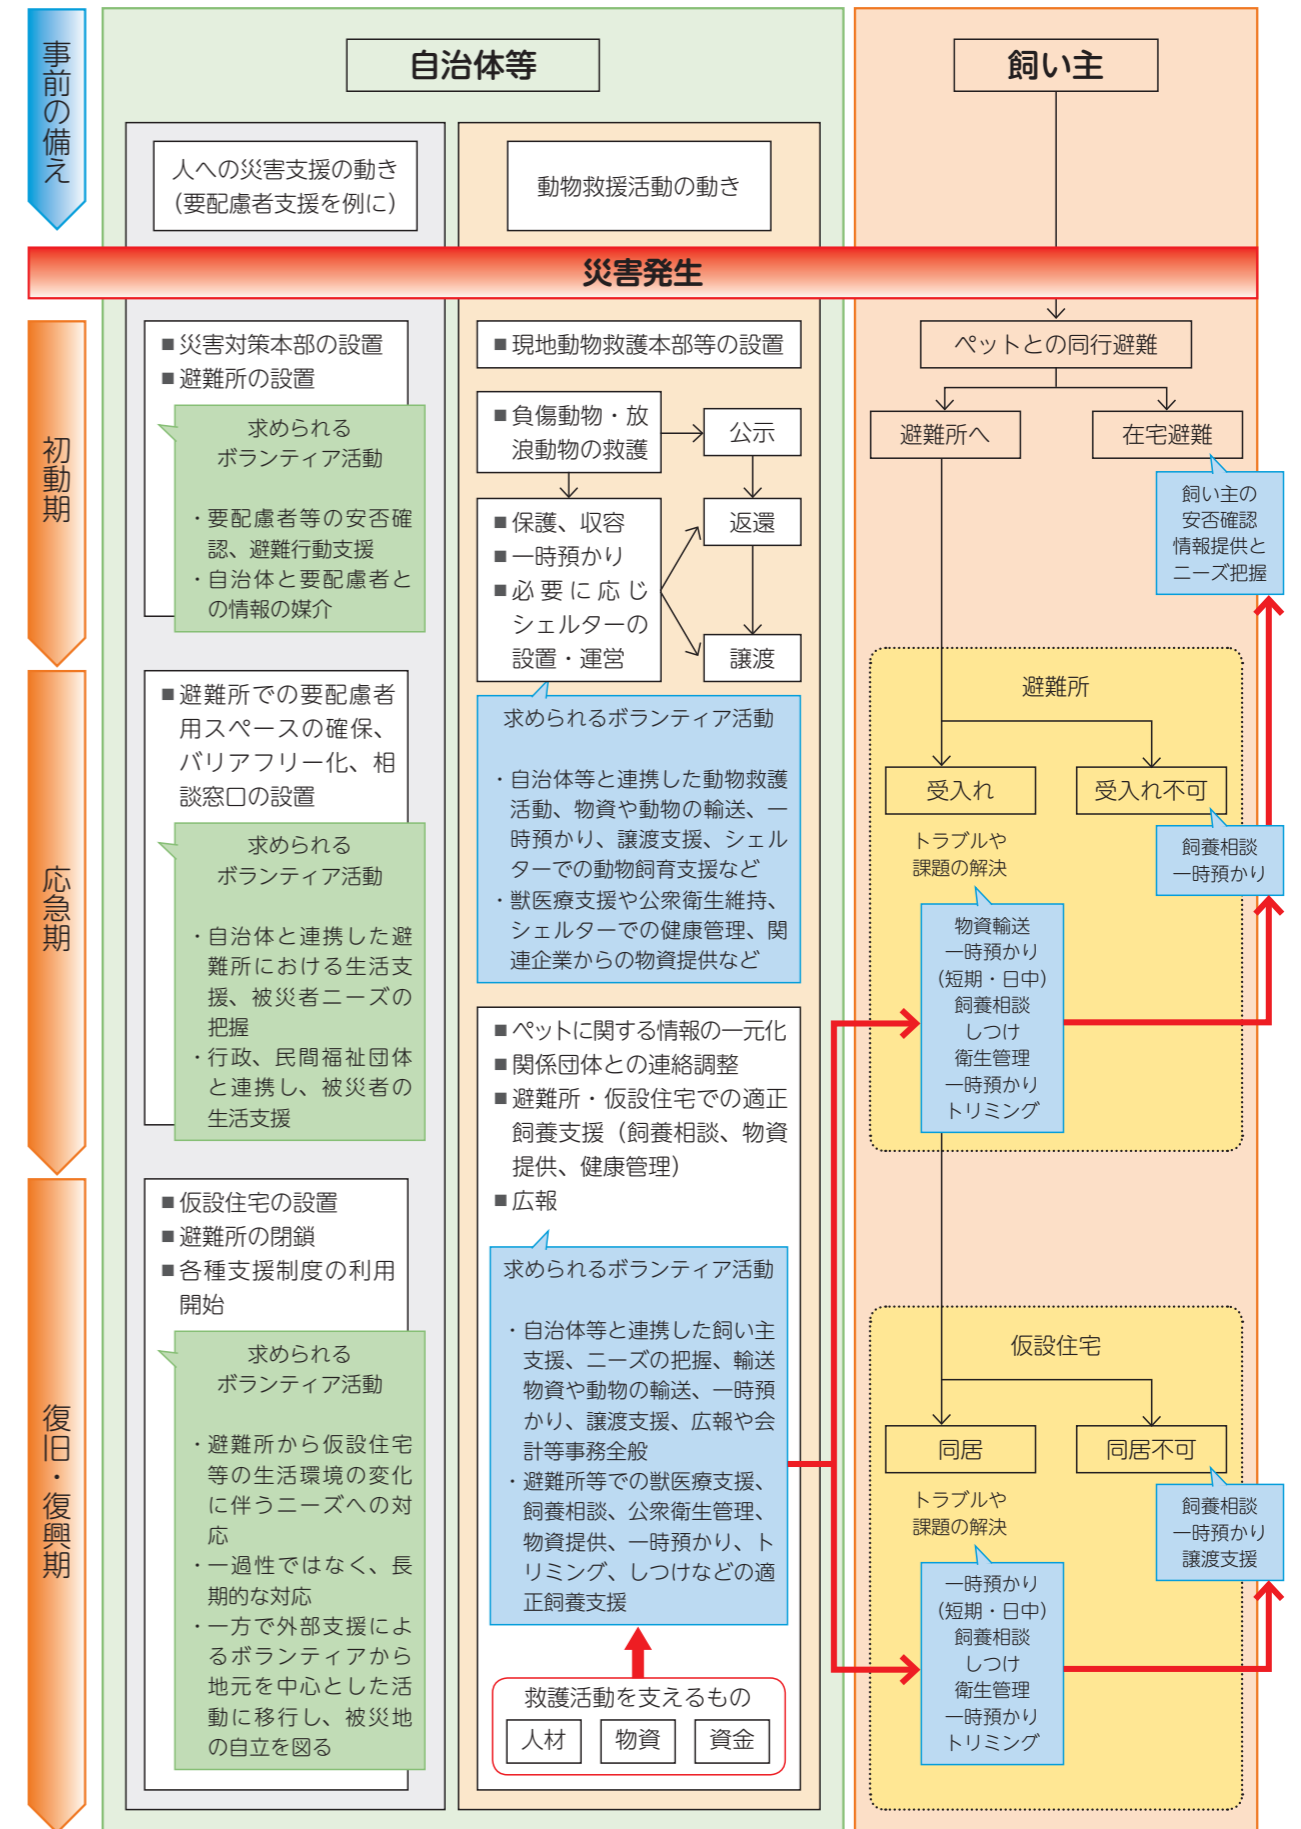 事前の備え
自治体等
飼い主
人への災害支援の動き
（要配慮者支援を例に）
動物救援活動の動き
災害発生
初動期
■災害対策本部の設置
■避難所の設置
求められる
ボランティア活動
・要配慮者等の安否確
認、避難行動支援
・自治体と要配慮者と
の情報の媒介
■現地動物救護本部等の設置
■負傷動物・放
浪動物の救護
公示
■保護、収容
■一時預かり
■必要に応じ
シェルターの
設置・運営
返還
譲渡
ペットとの同行避難
避難所へ
在宅避難
飼い主の
安否確認
情報提供と
ニーズ把握
応急期
■避難所での要配慮者
用スペースの確保、
バリアフリー化、相
談窓口の設置
求められる
ボランティア活動
・自治体と連携した避
難所における生活支
援、被災者ニーズの
把握
・行政、民間福祉団体
と連携し、被災者の
生活支援
求められるボランティア活動
・自治体等と連携した動物救護
活動、物資や動物の輸送、一
時預かり、譲渡支援、シェル
ターでの動物飼育支援など
・獣医療支援や公衆衛生維持、
シェルターでの健康管理、関
連企業からの物資提供など
■ペットに関する情報の一元化
■関係団体との連絡調整
■避難所・仮設住宅での適正
飼養支援（飼養相談、物資
提供、健康管理）
■広報
避難所
受入れ
受入れ不可
トラブルや
課題の解決
飼養相談
一時預かり
物資輸送
一時預かり
（短期・日中）
飼養相談
しつけ
衛生管理
一時預かり
トリミング
復旧・復興期
■仮設住宅の設置
■避難所の閉鎖
■各種支援制度の利用
開始
求められる
ボランティア活動
・避難所から仮設住宅
等の生活環境の変化
に伴うニーズへの対
応
・一過性ではなく、長
期的な対応
・一方で外部支援によ
るボランティアから
地元を中心とした活
動に移行し、被災地
の自立を図る
求められるボランティア活動
・自治体等と連携した飼い主
支援、ニーズの把握、輸送
物資や動物の輸送、一時預
かり、譲渡支援、広報や会
計等事務全般
・避難所等での獣医療支援、
飼養相談、公衆衛生管理、
物資提供、一時預かり、ト
リミング、しつけなどの適
正飼養支援
救護活動を支えるもの
人材
物資
資金
仮設住宅
同居
同居不可
トラブルや
課題の解決
飼養相談
一時預かり
譲渡支援
一時預かり
（短期・日中）
飼養相談
しつけ
衛生管理
一時預かり
トリミング